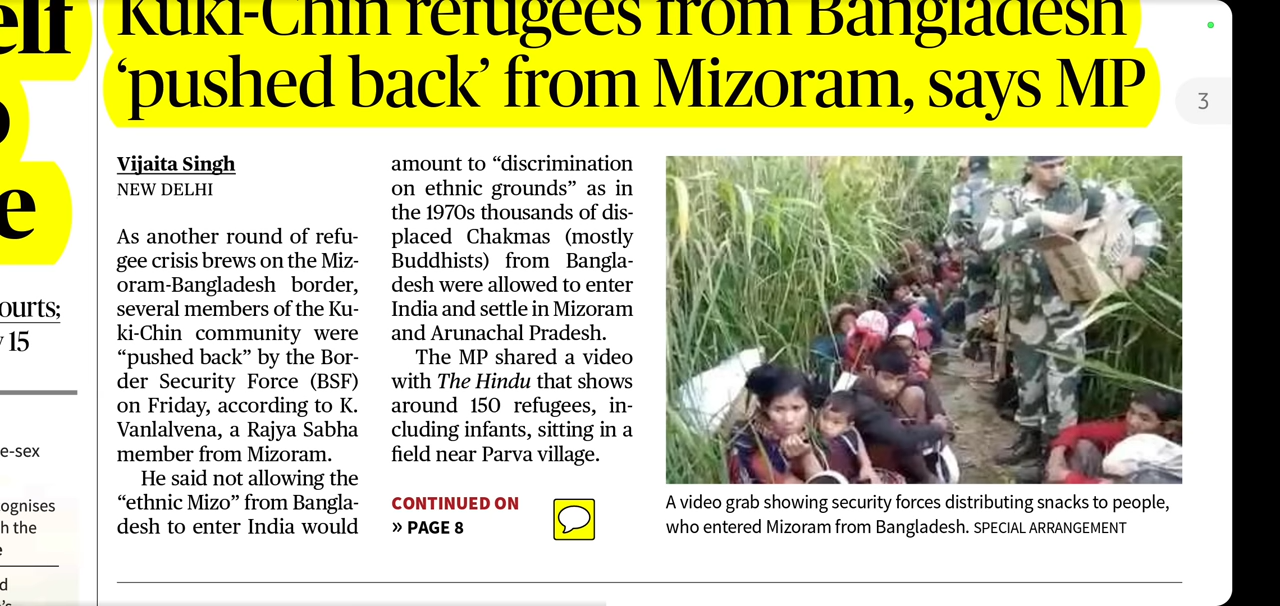 elf
e
ourts;
15
e-sex
ognises
h the
e
d
Kuki-Chin refugees from Bangladesh
‘pushed back’ from Mizoram, says MP
3
Vijaita Singh
NEW DELHI
As another round of refu-
gee crisis brews on the Miz-
oram-Bangladesh border,
several members of the Ku-
ki-Chin community were
“pushed back” by the Bor-
der Security Force (BSF)
on Friday, according to K.
Vanlalvena, a Rajya Sabha
member from Mizoram.
He said not allowing the
“ethnic Mizo” from Bangla-
desh to enter India would
amount to “discrimination
on ethnic grounds” as in
the 1970s thousands of dis-
placed Chakmas (mostly
Buddhists) from Bangla-
desh were allowed to enter
India and settle in Mizoram
and Arunachal Pradesh.
The MP shared a video
with The Hindu that shows
around 150 refugees, in-
cluding infants, sitting in a
field near Parva village.
CONTINUED ON
» PAGE 8
A video grab showing security forces distributing snacks to people,
who entered Mizoram from Bangladesh. SPECIAL ARRANGEMENT